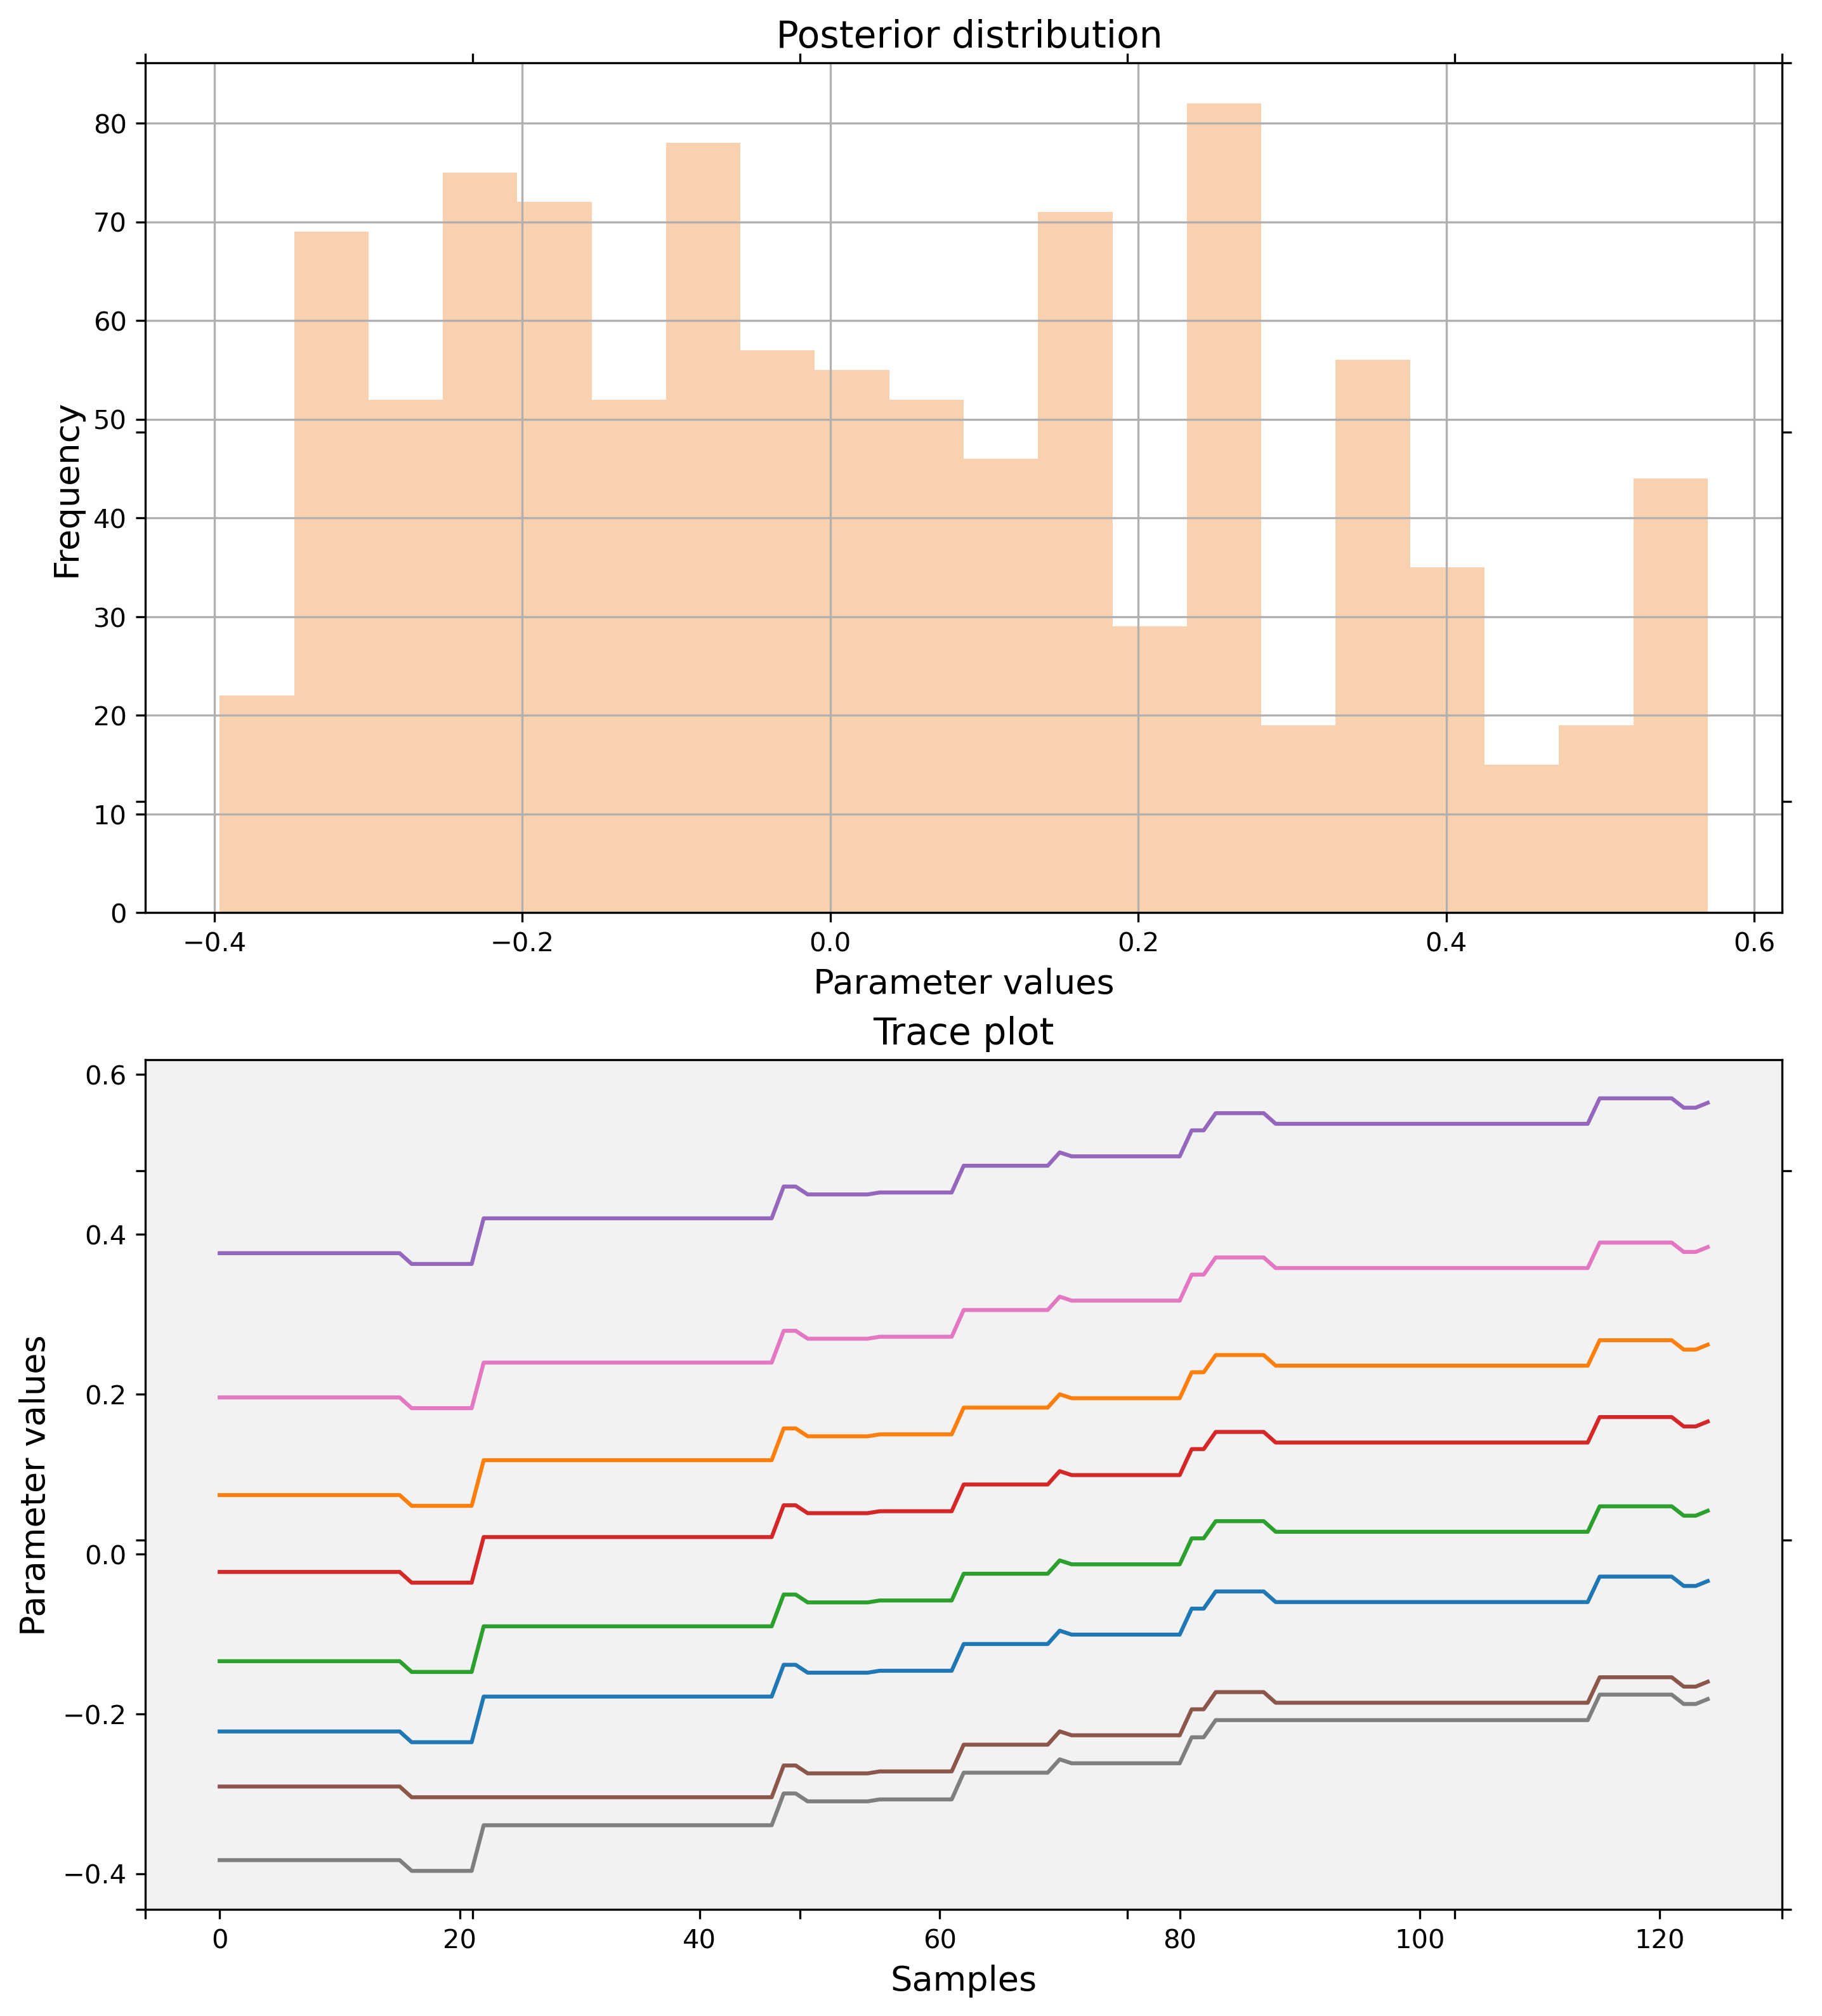 Posterior distribution
80
70
60
50
40
30
20
10
0
Frequency
−0.4 −0.2 0.0 0.2 0.4 0.6
Parameter values
Trace plot
0.6
0.4
0.2
0.0
−0.2
−0.4
Parameter values
0 20 40 60 80 100 120
Samples